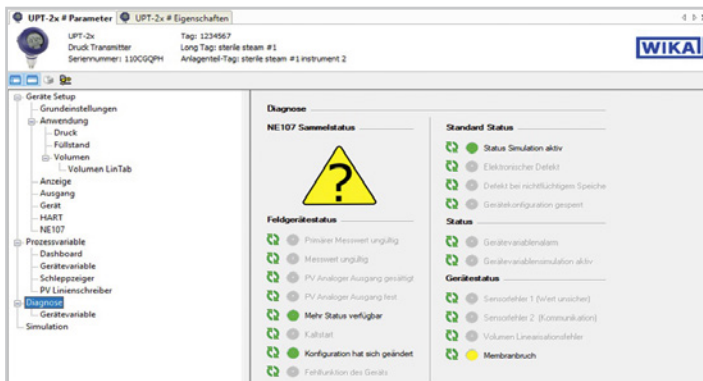 UPT-2x # Parameter UPT-2x # Eigenschaften
UPT-2x Tag: 1234567
Druck Transmitter Long Tag: sterile steam #1
Seriennummer: 110CGQPH Anlagenteil-Tag: sterile steam #1 instrument 2
WIKA
Geräte Setup
Grundeinstellungen
Anwendung
Druck
Füllstand
Volumen
Volumen LinTab
Anzeige
Ausgang
Gerät
HART
NE107
Prozessvariable
Dashboard
Gerätevariable
Schleppzeiger
PV Linienschreiber
Diagnose
Gerätevariable
Simulation
Diagnose
NE107 Sammelstatus
?
Feldgerätestatus
Primärer Messwert ungültig
Messwert ungültig
PV Analoger Ausgang gesättigt
PV Analoger Ausgang fest
Mehr Status verfügbar
Kaltstart
Konfiguration hat sich geändert
Fehlfunktion des Geräts
Standard Status
Status Simulation aktiv
Elektronischer Defekt
Defekt bei nichtflüchtigem Speiche
Gerätekonfiguration gesperrt
Status
Gerätevariablenalarm
Gerätevariablensimulation aktiv
Gerätestatus
Sensorfehler 1 (Wert unsicher)
Sensorfehler 2 (Kommunikation)
Volumen Linearisationsfehler
Membranbruch